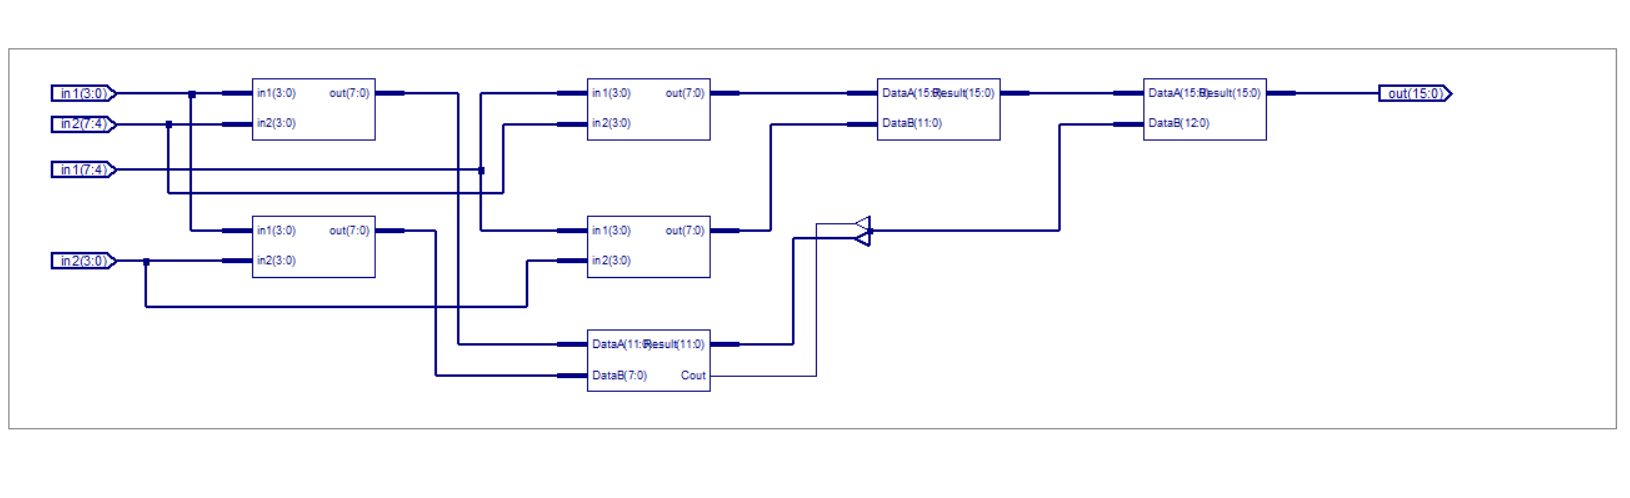 in1(3:0) in1(3:0) out(7:0) in1(3:0) out(7:0) DataA(15:0) Result(15:0) DataA(15:0) Result(15:0) out(15:0)
in2(7:4) in2(3:0) in2(3:0) DataB(11:0) DataB(12:0)
in1(7:4)
in1(3:0) out(7:0) in1(3:0) out(7:0)
in2(3:0) in2(3:0) in2(3:0)
DataA(11:0) Result(11:0)
DataB(7:0) Cout